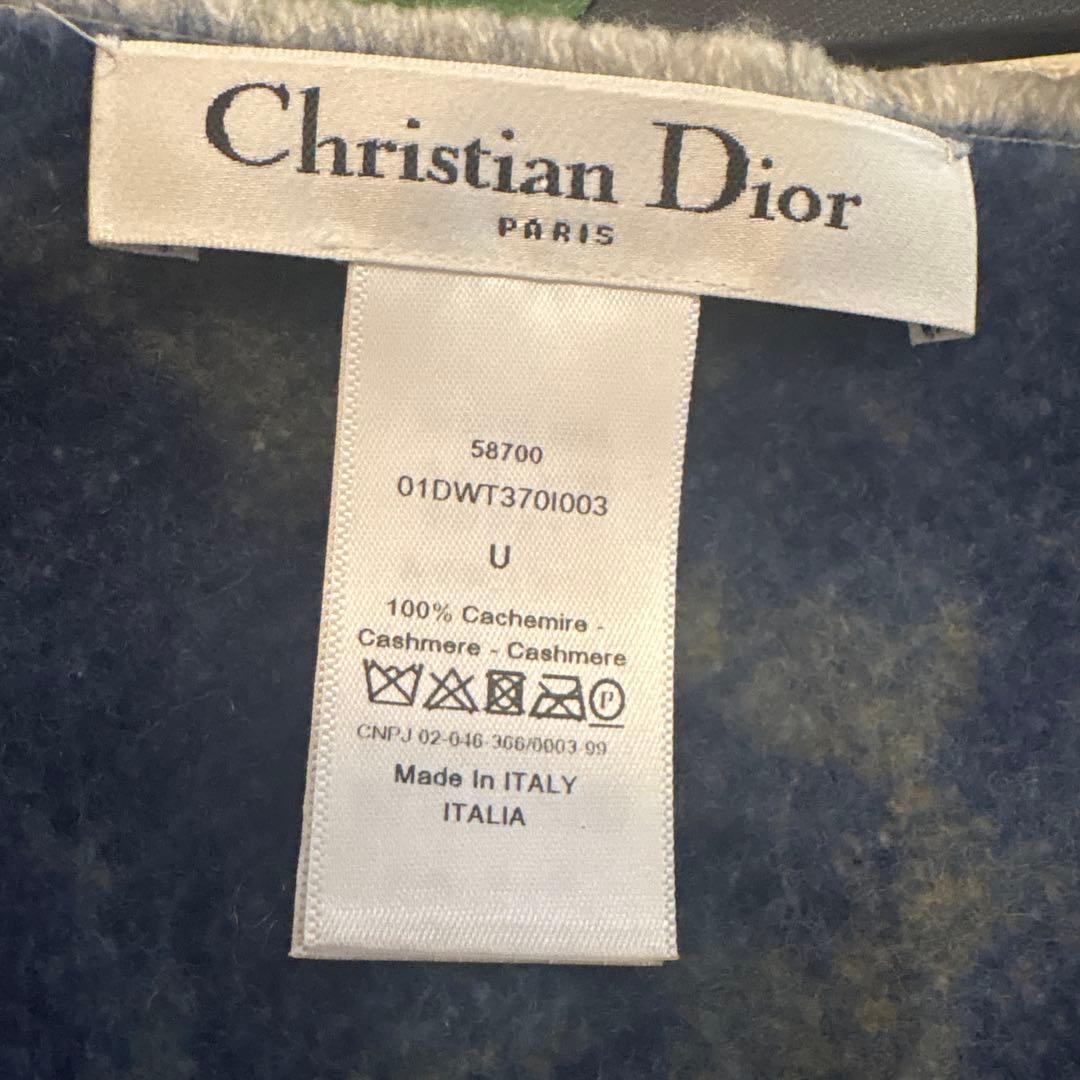 Christian Dior
PARIS
58700
01DWT370I003
U
100% Cachemire -
Cashmere - Cashmere
P
CNPJ 02-046-366/0003-99
Made In ITALY
ITALIA